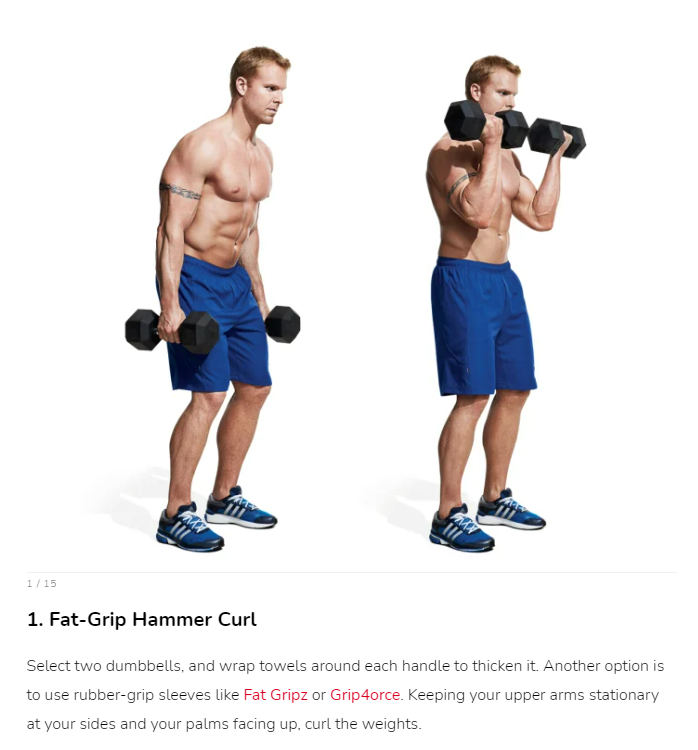 1 / 15
1. Fat-Grip Hammer Curl
Select two dumbbells, and wrap towels around each handle to thicken it. Another option is
to use rubber-grip sleeves like Fat Gripz or Grip4orce. Keeping your upper arms stationary
at your sides and your palms facing up, curl the weights.